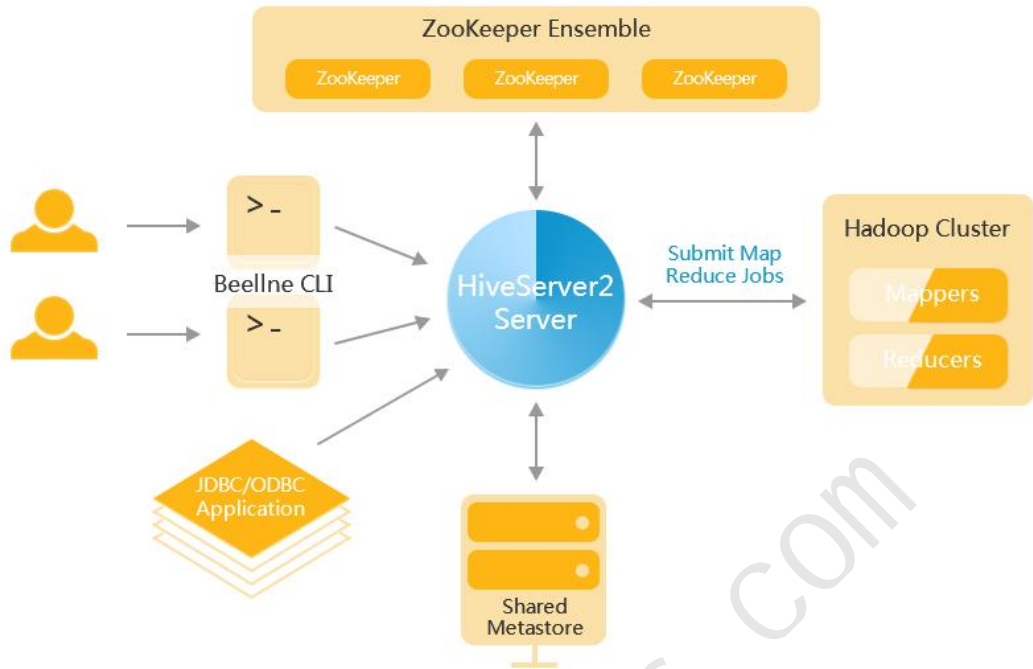 ZooKeeper Ensemble
ZooKeeper ZooKeeper ZooKeeper
>_
Beellne CLI
>_
HiveServer2
Server
Submit Map
Reduce Jobs
Hadoop Cluster
Mappers
Reducers
JDBC/ODBC
Application
Shared
Metastore
com